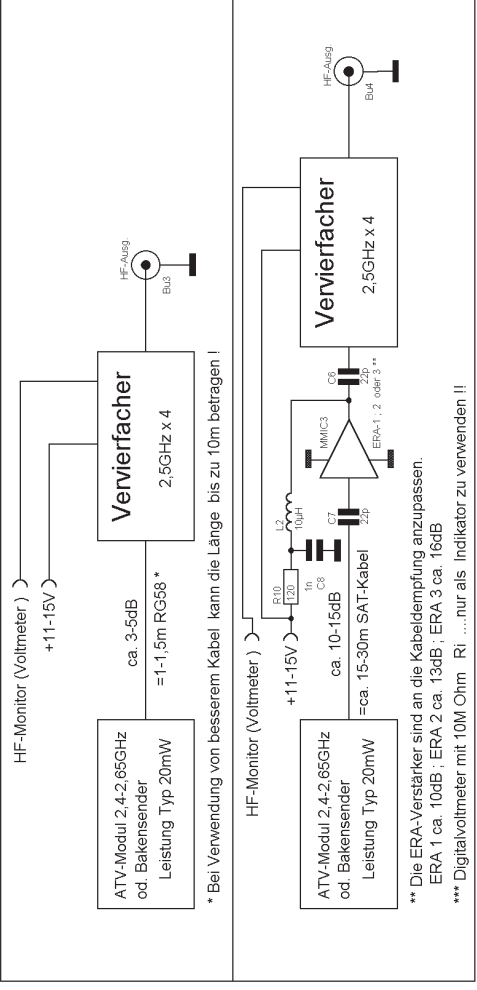 HF-Monitor (Voltmeter )
+11-15V
ATV-Modul 2,4-2,65GHz
od. Bakensender
Leistung Typ 20mW
ca. 3-5dB
=1-1,5m RG58 *
Vervierfacher
2,5GHz x 4
HF-Ausg.
Bu3
* Bei Verwendung von besserem Kabel kann die Länge bis zu 10m betragen !
HF-Monitor (Voltmeter )
+11-15V
ATV-Modul 2,4-2,65GHz
od. Bakensender
Leistung Typ 20mW
ca. 10-15dB
=ca. 15-30m SAT-Kabel
R10
120
1n
C8
L2
10µH
C7
22p
MMIC3
ERA-1 ; 2 oder 3 **
C6
22p
Vervierfacher
2,5GHz x 4
HF-Ausg.
Bu4
** Die ERA-Verstärker sind an die Kabeldempfung anzupassen.
ERA 1 ca. 10dB ; ERA 2 ca. 13dB ; ERA 3 ca. 16dB
*** Digitalvoltmeter mit 10M Ohm Ri ....nur als Indikator zu verwenden !!